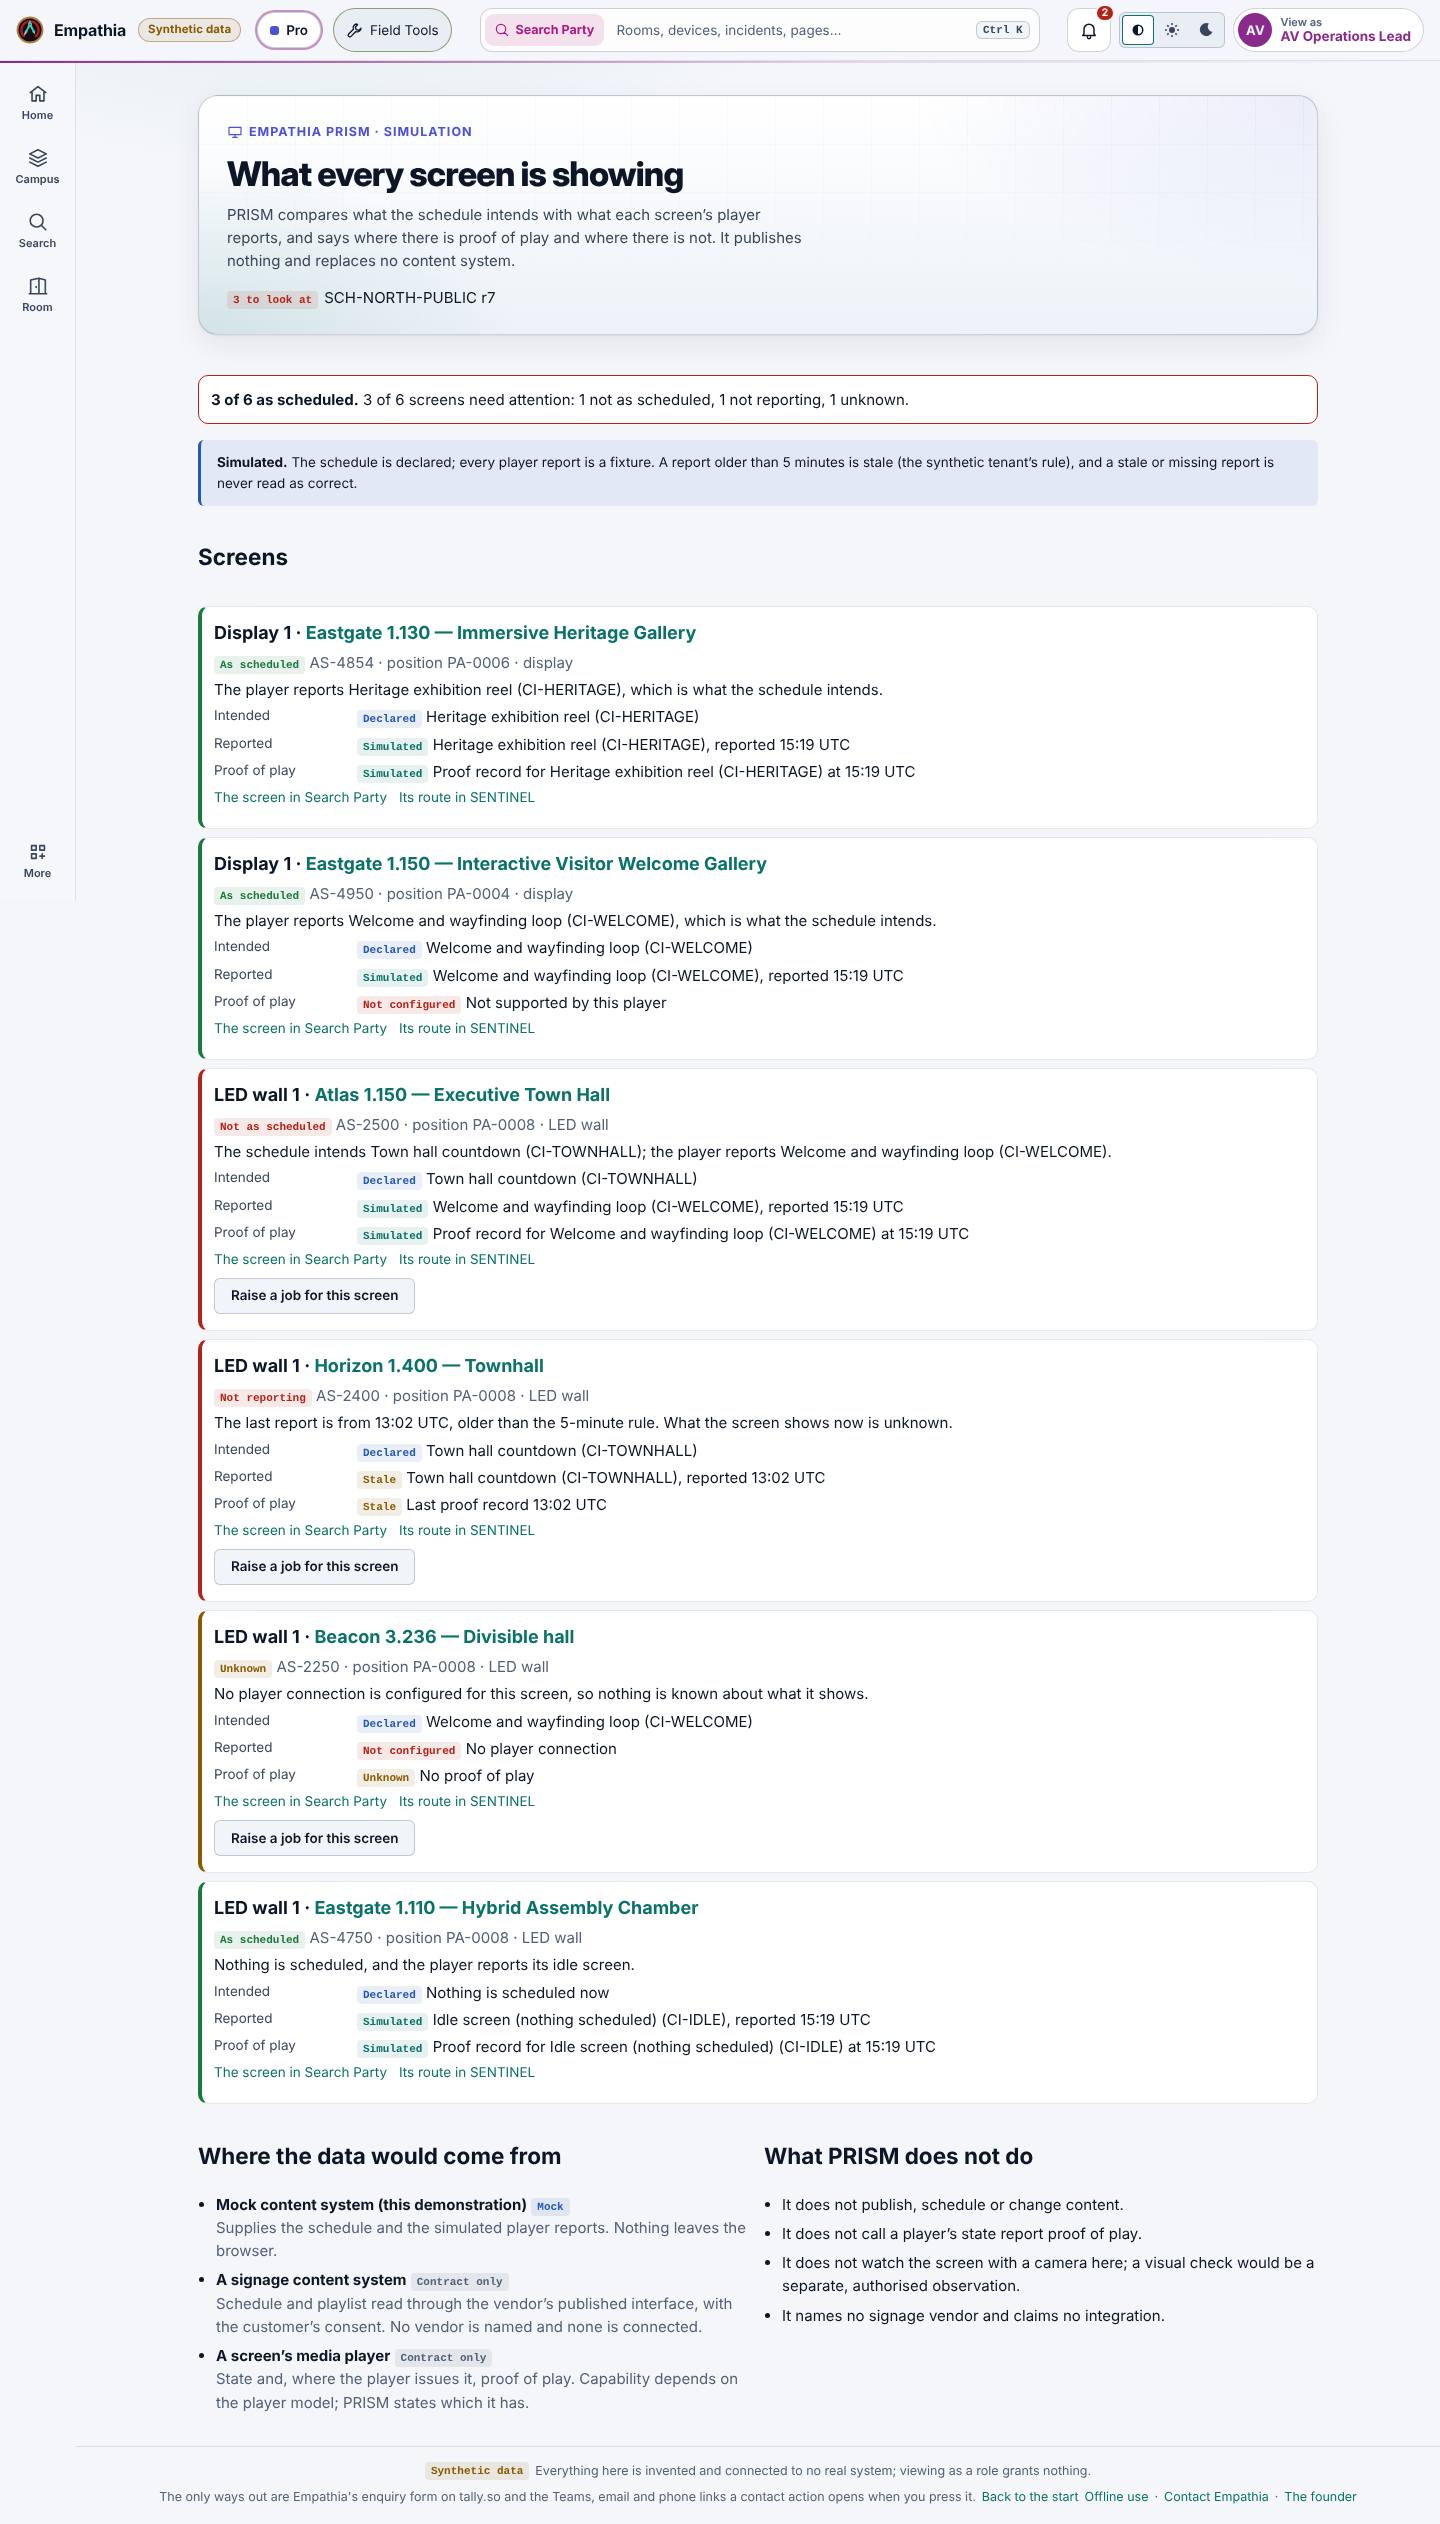 Empathia
Synthetic data
Pro
Field Tools
Search Party
Rooms, devices, incidents, pages...
Ctrl K
2
AV
View as
AV Operations Lead
Home
Campus
Search
Room
More
EMPATHIA PRISM · SIMULATION
What every screen is showing
PRISM compares what the schedule intends with what each screen's player
reports, and says where there is proof of play and where there is not. It publishes
nothing and replaces no content system.
3 to look at SCH-NORTH-PUBLIC r7
3 of 6 as scheduled. 3 of 6 screens need attention: 1 not as scheduled, 1 not reporting, 1 unknown.
Simulated. The schedule is declared; every player report is a fixture. A report older than 5 minutes is stale (the synthetic tenant's rule), and a stale or missing report is
never read as correct.
Screens
Display 1 · Eastgate 1.130 — Immersive Heritage Gallery
As scheduled AS-4854 · position PA-0006 · display
The player reports Heritage exhibition reel (CI-HERITAGE), which is what the schedule intends.
Intended Declared Heritage exhibition reel (CI-HERITAGE)
Reported Simulated Heritage exhibition reel (CI-HERITAGE), reported 15:19 UTC
Proof of play Simulated Proof record for Heritage exhibition reel (CI-HERITAGE) at 15:19 UTC
The screen in Search Party Its route in SENTINEL
Display 1 · Eastgate 1.150 — Interactive Visitor Welcome Gallery
As scheduled AS-4950 · position PA-0004 · display
The player reports Welcome and wayfinding loop (CI-WELCOME), which is what the schedule intends.
Intended Declared Welcome and wayfinding loop (CI-WELCOME)
Reported Simulated Welcome and wayfinding loop (CI-WELCOME), reported 15:19 UTC
Proof of play Not configured Not supported by this player
The screen in Search Party Its route in SENTINEL
LED wall 1 · Atlas 1.150 — Executive Town Hall
Not as scheduled AS-2500 · position PA-0008 · LED wall
The schedule intends Town hall countdown (CI-TOWNHALL); the player reports Welcome and wayfinding loop (CI-WELCOME).
Intended Declared Town hall countdown (CI-TOWNHALL)
Reported Simulated Welcome and wayfinding loop (CI-WELCOME), reported 15:19 UTC
Proof of play Simulated Proof record for Welcome and wayfinding loop (CI-WELCOME) at 15:19 UTC
The screen in Search Party Its route in SENTINEL
Raise a job for this screen
LED wall 1 · Horizon 1.400 — Townhall
Not reporting AS-2400 · position PA-0008 · LED wall
The last report is from 13:02 UTC, older than the 5-minute rule. What the screen shows now is unknown.
Intended Declared Town hall countdown (CI-TOWNHALL)
Reported Stale Town hall countdown (CI-TOWNHALL), reported 13:02 UTC
Proof of play Stale Last proof record 13:02 UTC
The screen in Search Party Its route in SENTINEL
Raise a job for this screen
LED wall 1 · Beacon 3.236 — Divisible hall
Unknown AS-2250 · position PA-0008 · LED wall
No player connection is configured for this screen, so nothing is known about what it shows.
Intended Declared Welcome and wayfinding loop (CI-WELCOME)
Reported Not configured No player connection
Proof of play Unknown No proof of play
The screen in Search Party Its route in SENTINEL
Raise a job for this screen
LED wall 1 · Eastgate 1.110 — Hybrid Assembly Chamber
As scheduled AS-4750 · position PA-0008 · LED wall
Nothing is scheduled, and the player reports its idle screen.
Intended Declared Nothing is scheduled now
Reported Simulated Idle screen (nothing scheduled) (CI-IDLE), reported 15:19 UTC
Proof of play Simulated Proof record for Idle screen (nothing scheduled) (CI-IDLE) at 15:19 UTC
The screen in Search Party Its route in SENTINEL
Where the data would come from
• Mock content system (this demonstration) Mock
Supplies the schedule and the simulated player reports. Nothing leaves the
browser.
• A signage content system Contract only
Schedule and playlist read through the vendor's published interface, with
the customer's consent. No vendor is named and none is connected.
• A screen's media player Contract only
State and, where the player issues it, proof of play. Capability depends on
the player model; PRISM states which it has.
What PRISM does not do
• It does not publish, schedule or change content.
• It does not call a player's state report proof of play.
• It does not watch the screen with a camera here; a visual check would be a
separate, authorised observation.
• It names no signage vendor and claims no integration.
Synthetic data Everything here is invented and connected to no real system; viewing as a role grants nothing.
The only ways out are Empathia's enquiry form on tally.so and the Teams, email and phone links a contact action opens when you press it. Back to the start Offline use · Contact Empathia · The founder